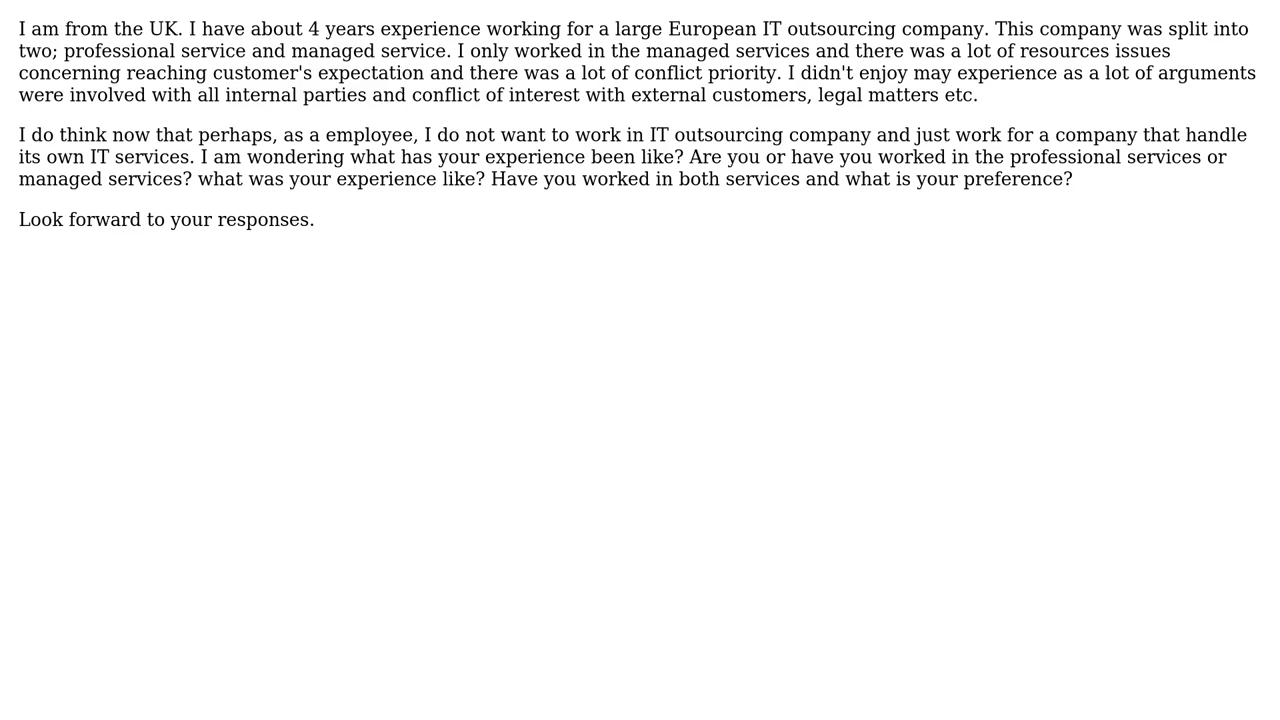 I am from the UK. I have about 4 years experience working for a large European IT outsourcing company. This company was split into
two; professional service and managed service. I only worked in the managed services and there was a lot of resources issues
concerning reaching customer's expectation and there was a lot of conflict priority. I didn't enjoy may experience as a lot of arguments
were involved with all internal parties and conflict of interest with external customers, legal matters etc.
I do think now that perhaps, as a employee, I do not want to work in IT outsourcing company and just work for a company that handle
its own IT services. I am wondering what has your experience been like? Are you or have you worked in the professional services or
managed services? what was your experience like? Have you worked in both services and what is your preference?
Look forward to your responses.